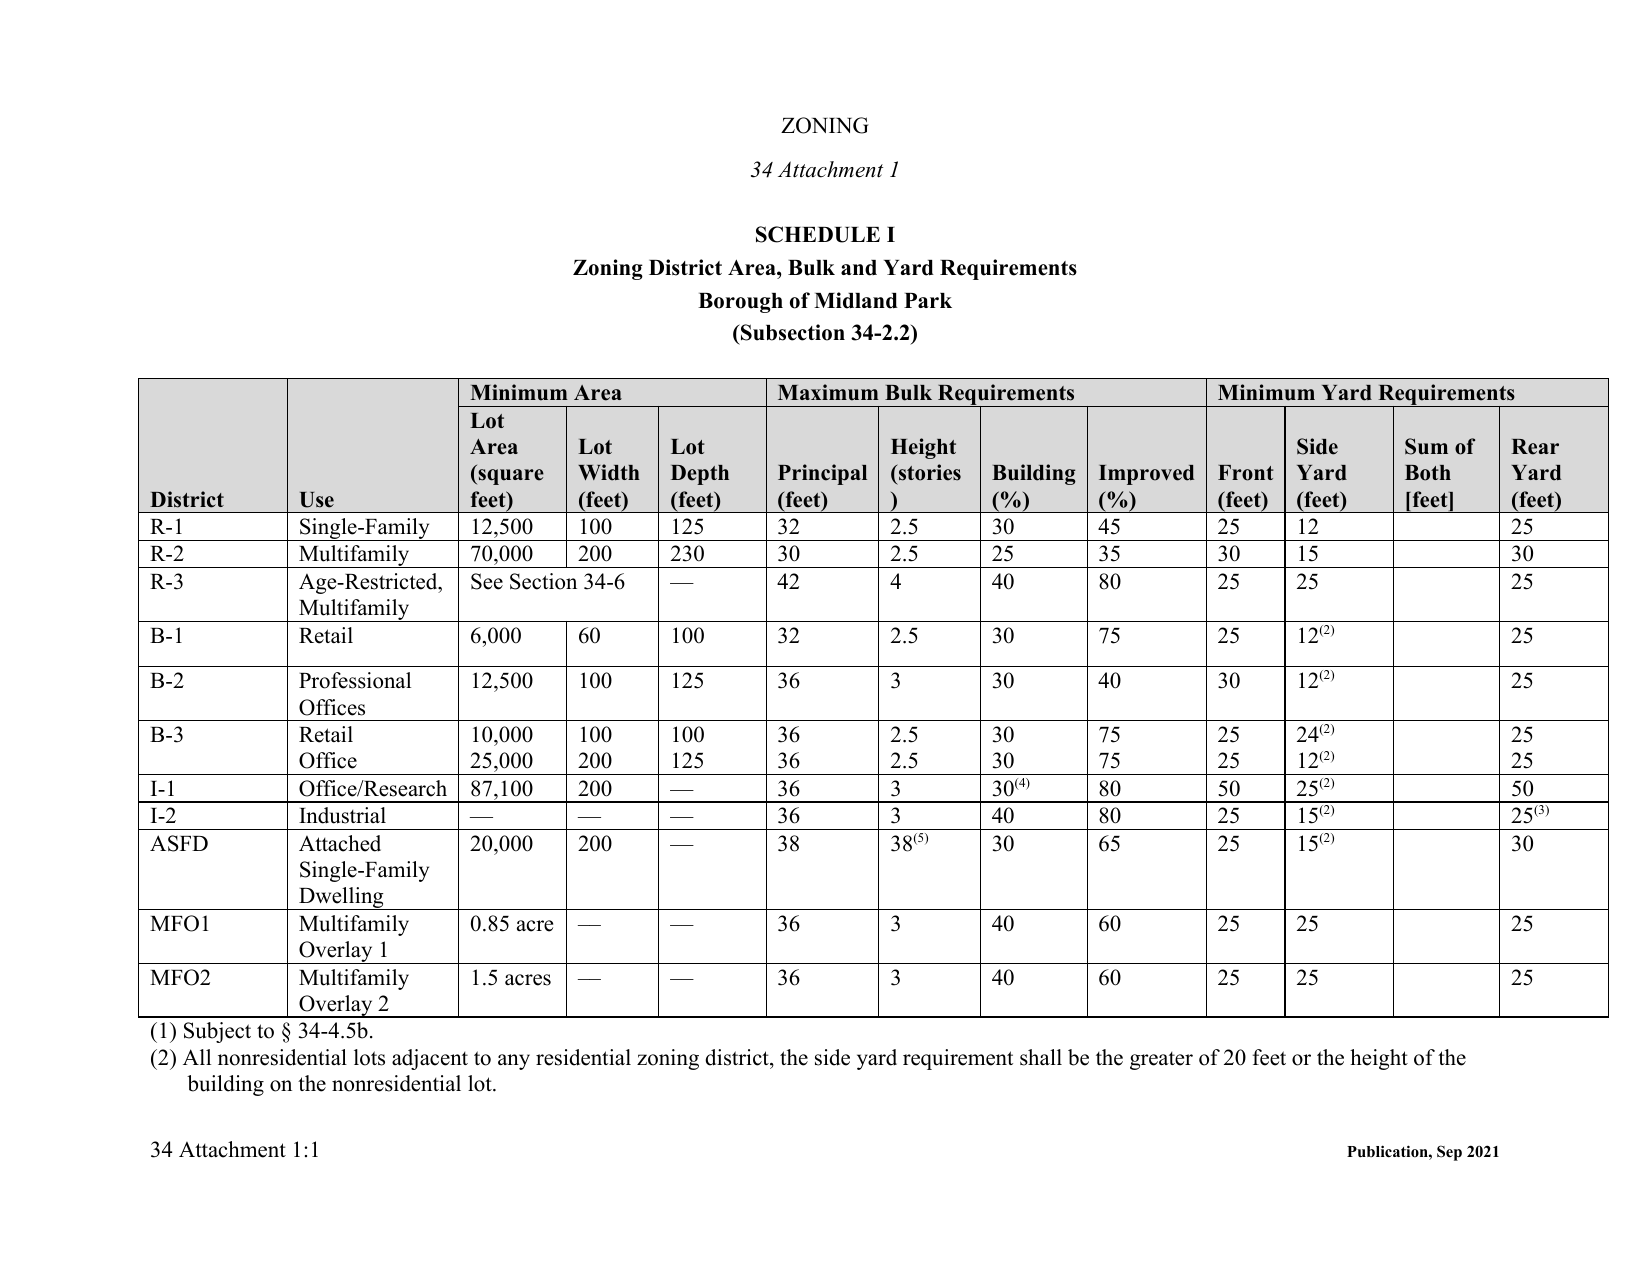 ZONING
34 Attachment 1
SCHEDULE I
Zoning District Area, Bulk and Yard Requirements
Borough of Midland Park
(Subsection 34-2.2)
Minimum Area Maximum Bulk Requirements Minimum Yard Requirements
District Use Lot Area (square feet) Lot Width (feet) Lot Depth (feet) Principal (feet) Height (stories ) Building (%) Improved (%) Front (feet) Side Yard (feet) Sum of Both [feet] Rear Yard (feet)
R-1 Single-Family 12,500 100 125 32 2.5 30 45 25 12 25
R-2 Multifamily 70,000 200 230 30 2.5 25 35 30 15 30
R-3 Age-Restricted, See Section 34-6 — 42 4 40 80 25 25 25
Multifamily
B-1 Retail 6,000 60 100 32 2.5 30 75 25 12(2) 25
B-2 Professional 12,500 100 125 36 3 30 40 30 12(2) 25
Offices
B-3 Retail 10,000 100 100 36 2.5 30 75 25 24(2) 25
Office 25,000 200 125 36 2.5 30 75 25 12(2) 25
I-1 Office/Research 87,100 200 — 36 3 30(4) 80 50 25(2) 50
I-2 Industrial — — — 36 3 40 80 25 15(2) 25(3)
ASFD Attached 20,000 200 — 38 38(5) 30 65 25 15(2) 30
Single-Family
Dwelling
MFO1 Multifamily 0.85 acre — — 36 3 40 60 25 25 25
Overlay 1
MFO2 Multifamily 1.5 acres — — 36 3 40 60 25 25 25
Overlay 2
(1) Subject to § 34-4.5b.
(2) All nonresidential lots adjacent to any residential zoning district, the side yard requirement shall be the greater of 20 feet or the height of the
building on the nonresidential lot.
34 Attachment 1:1 Publication, Sep 2021